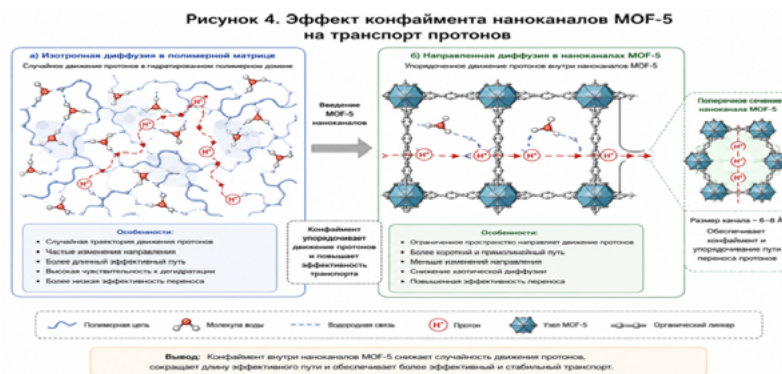 Рисунок 4. Эффект конфаймента наноканалов MOF-5
на транспорт протонов
а) Изотропная диффузия в полимерной матрице
Случайное движение протонов в гидратированном полимерном домене
H⁺
H⁺
H⁺
H⁺
H⁺
Особенности:
• Случайная траектория движения протонов
• Частые изменения направления
• Более длинный эффективный путь
• Высокая чувствительность к дегидратации
• Более низкая эффективность переноса
Введение
MOF-5
наноканалов
Конфаймент
упорядочивает
движение протонов
и повышает
эффективность
транспорта
б) Направленная диффузия в наноканалах MOF-5
Упорядоченное движение протонов внутри наноканалов MOF-5
H⁺
H⁺
H⁺
H⁺
Особенности:
• Ограниченное пространство направляет движение протонов
• Более короткий и прямолинейный путь
• Меньше изменений направления
• Снижение хаотической диффузии
• Повышенная эффективность переноса
Поперечное сечение
наноканала MOF-5
H⁺
H⁺
H⁺
Размер канала ~ 6–8 Å
Обеспечивает
конфаймент и
упорядочивание пути
переноса протонов
Полимерная цепь
Молекула воды
Водородная связь
H⁺ Протон
Узел MOF-5
Органический линкер
Вывод: Конфаймент внутри наноканалов MOF-5 снижает случайность движения протонов,
сокращает длину эффективного пути и обеспечивает более эффективный и стабильный транспорт.